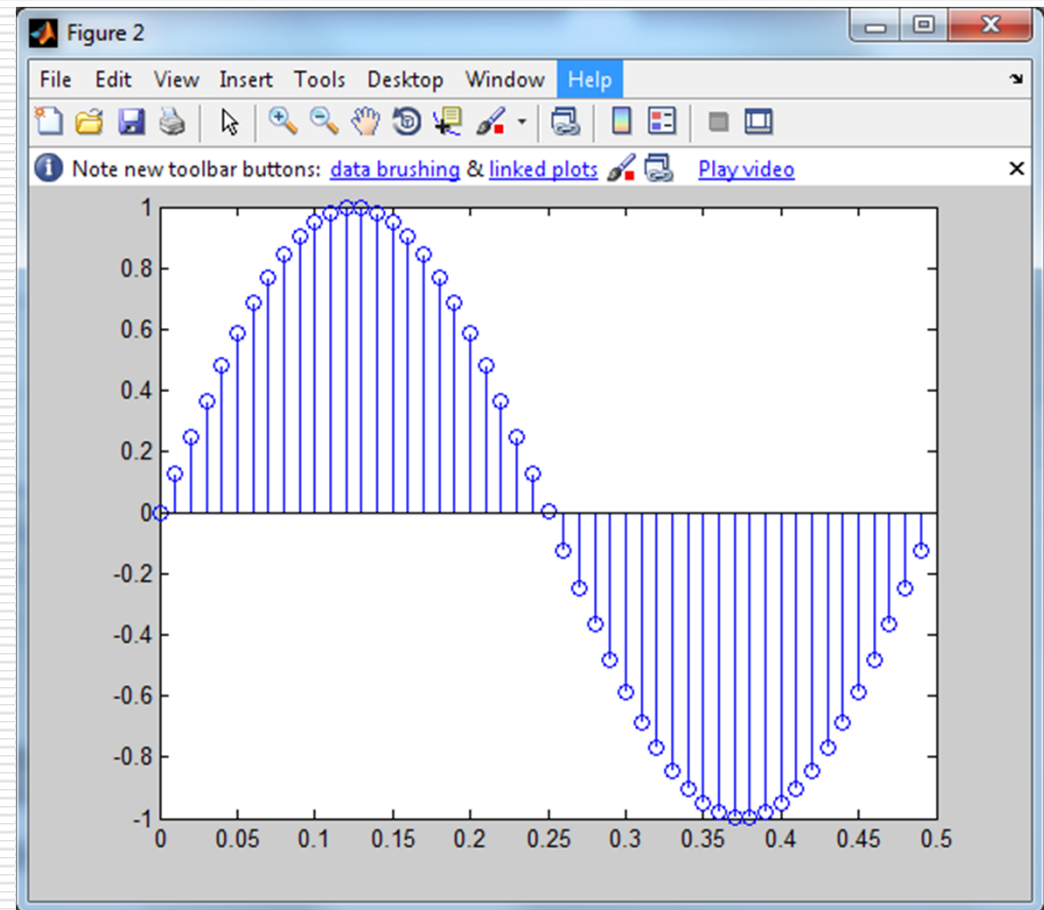 Figure 2
File Edit View Insert Tools Desktop Window Help
Note new toolbar buttons: data brushing & linked plots Play video
1
0.8
0.6
0.4
0.2
0
-0.2
-0.4
-0.6
-0.8
-1
0 0.05 0.1 0.15 0.2 0.25 0.3 0.35 0.4 0.45 0.5